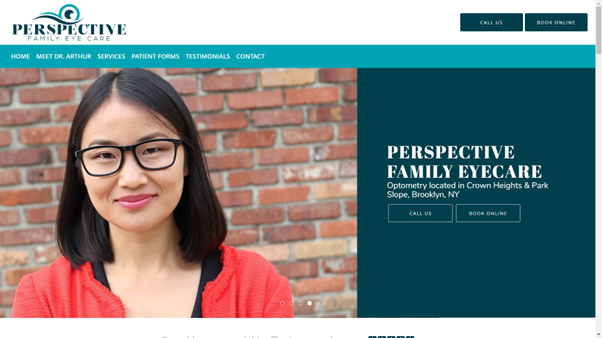 PERSPECTIVE
FAMILY EYE CARE
CALL US
BOOK ONLINE
HOME MEET DR. ARTHUR SERVICES PATIENT FORMS TESTIMONIALS CONTACT
PERSPECTIVE
FAMILY EYECARE
Optometry located in Crown Heights & Park
Slope, Brooklyn, NY
CALL US
BOOK ONLINE